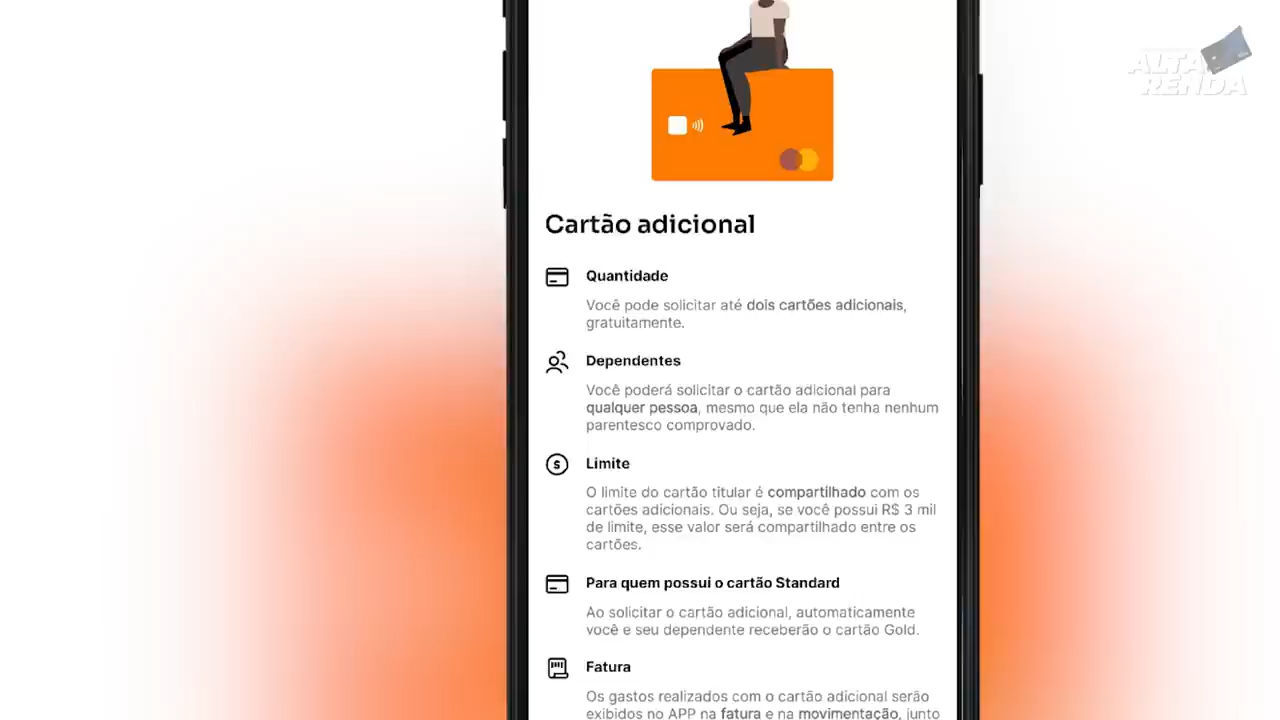 ALTA
RENDA
Cartão adicional
Quantidade
Você pode solicitar até dois cartões adicionais,
gratuitamente.
Dependentes
Você poderá solicitar o cartão adicional para
qualquer pessoa, mesmo que ela não tenha nenhum
parentesco comprovado.
Limite
O limite do cartão titular é compartilhado com os
cartões adicionais. Ou seja, se você possui R$ 3 mil
de limite, esse valor será compartilhado entre os
cartões.
Para quem possui o cartão Standard
Ao solicitar o cartão adicional, automaticamente
você e seu dependente receberão o cartão Gold.
Fatura
Os gastos realizados com o cartão adicional serão
exibidos no APP na fatura e na movimentação, junto